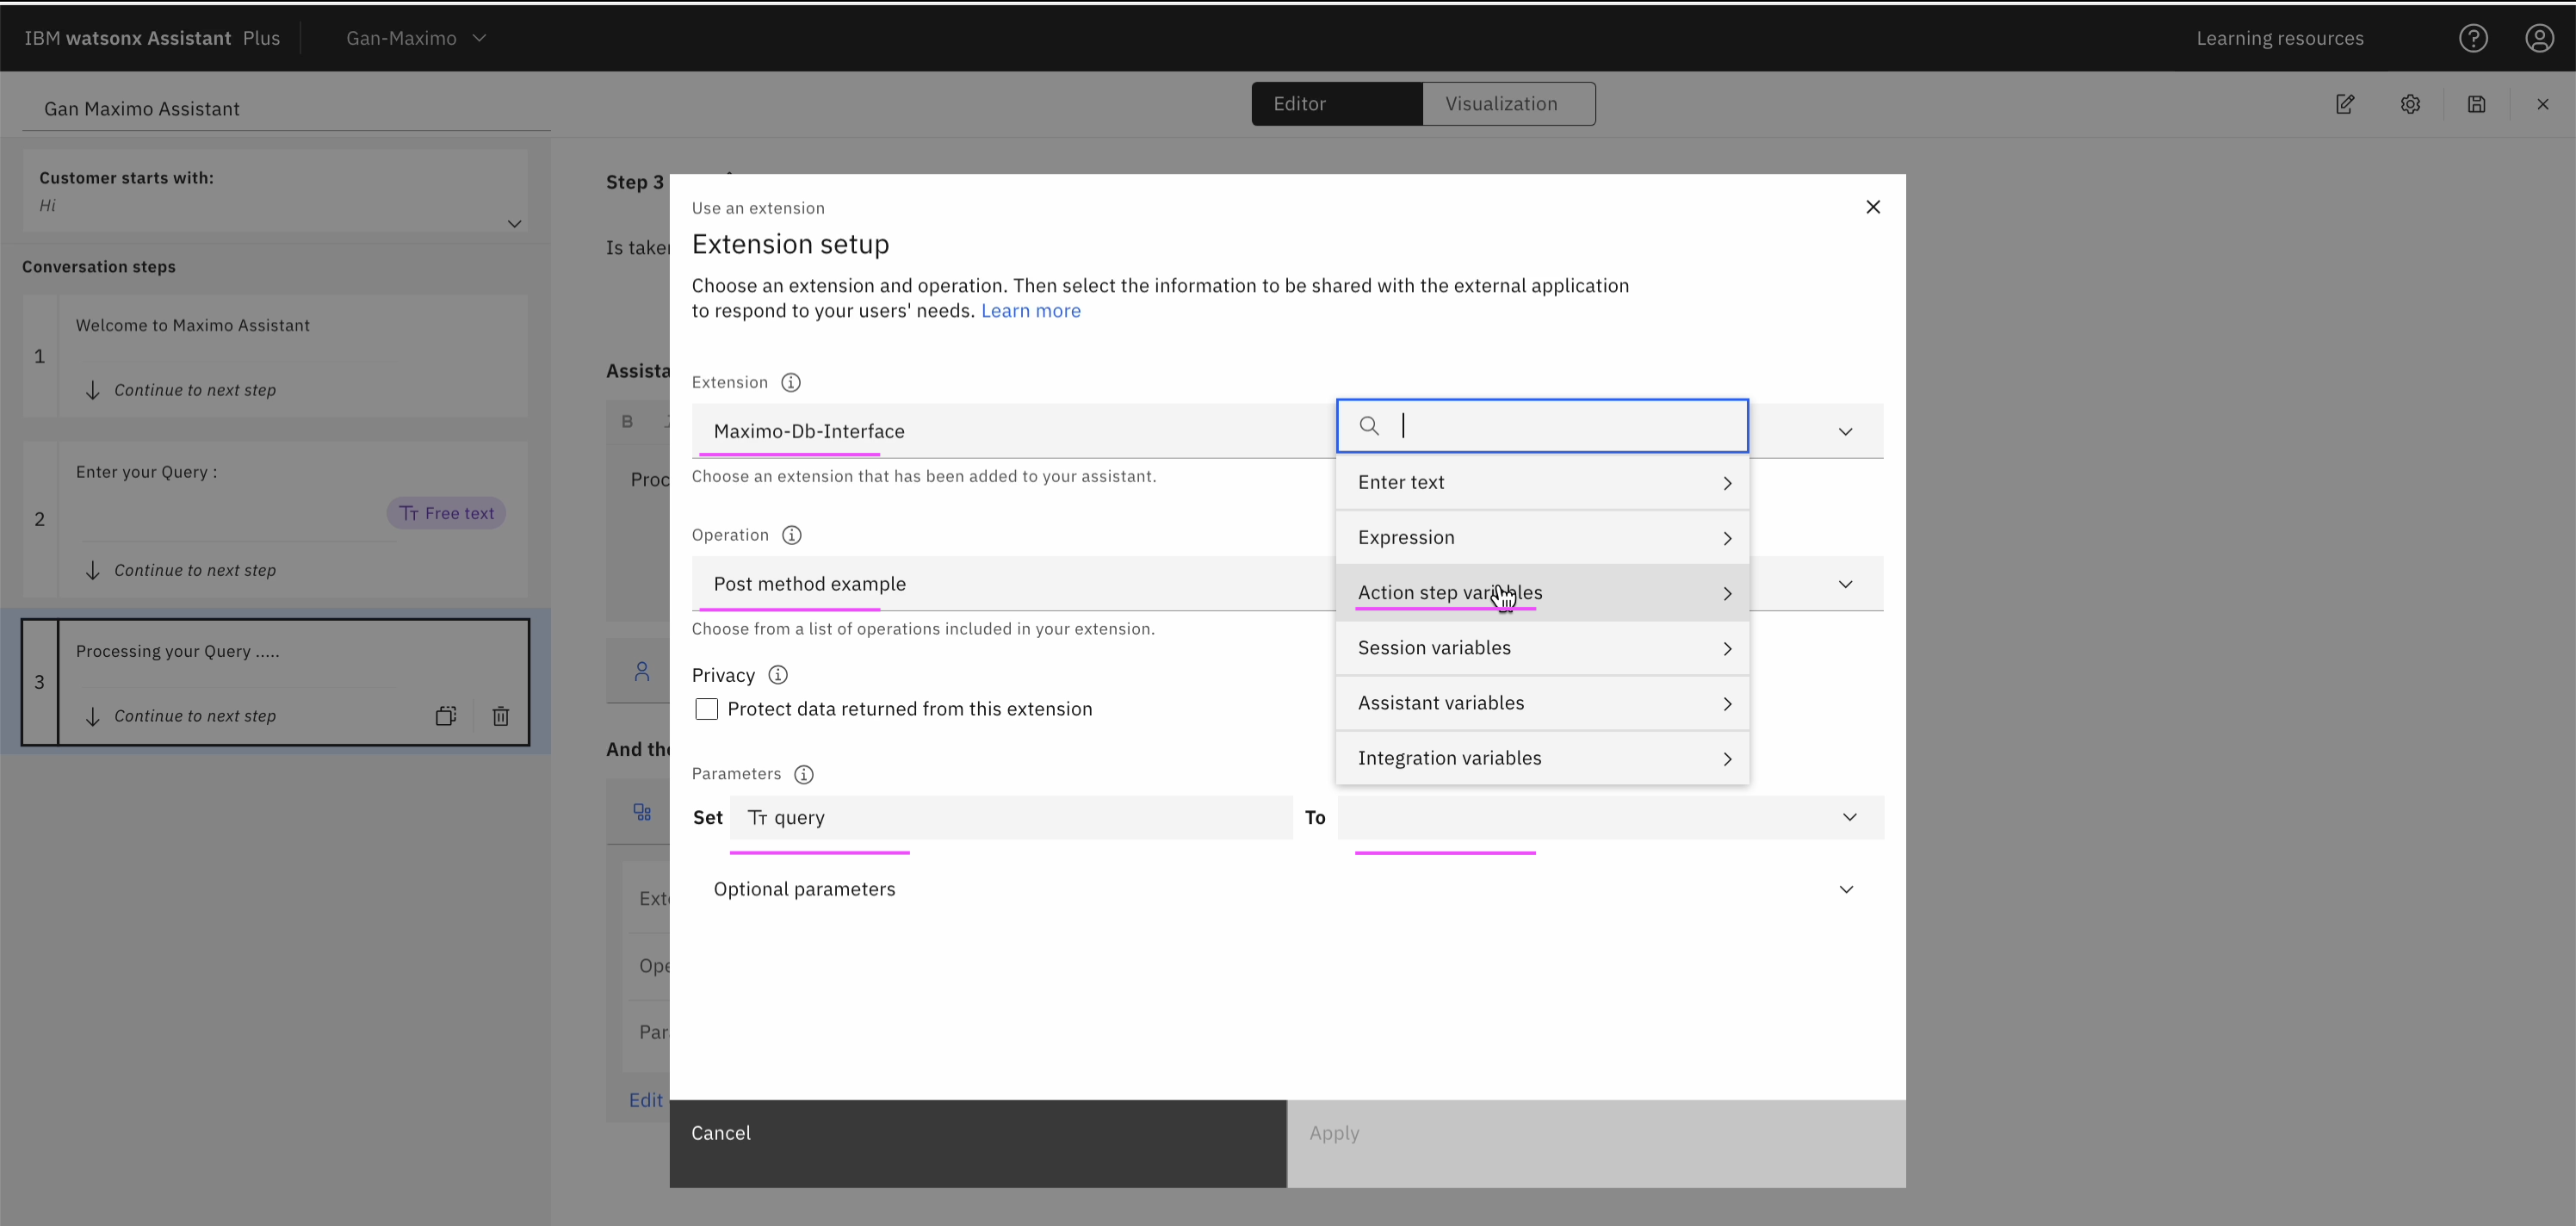 IBM watsonx Assistant Plus
Gan-Maximo
Learning resources
Gan Maximo Assistant
Editor
Visualization
Customer starts with:
Hi
Conversation steps
1
Welcome to Maximo Assistant
Continue to next step
2
Enter your Query :
Free text
Continue to next step
3
Processing your Query .....
Continue to next step
Step 3
Assista
B
Proc
And the
Ope
Edit
Use an extension
Extension setup
Choose an extension and operation. Then select the information to be shared with the external application
to respond to your users' needs. Learn more
Extension
Maximo-Db-Interface
Choose an extension that has been added to your assistant.
Operation
Post method example
Choose from a list of operations included in your extension.
Privacy
Protect data returned from this extension
Parameters
Set
query
To
Optional parameters
Enter text
Expression
Action step variables
Session variables
Assistant variables
Integration variables
Cancel
Apply